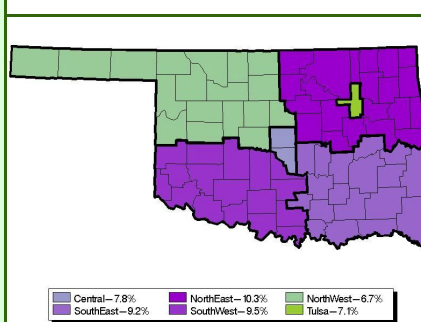 Central–7.8% NorthEast–10.3% NorthWest–6.7%
SouthEast–9.2% SouthWest–9.5% Tulsa–7.1%